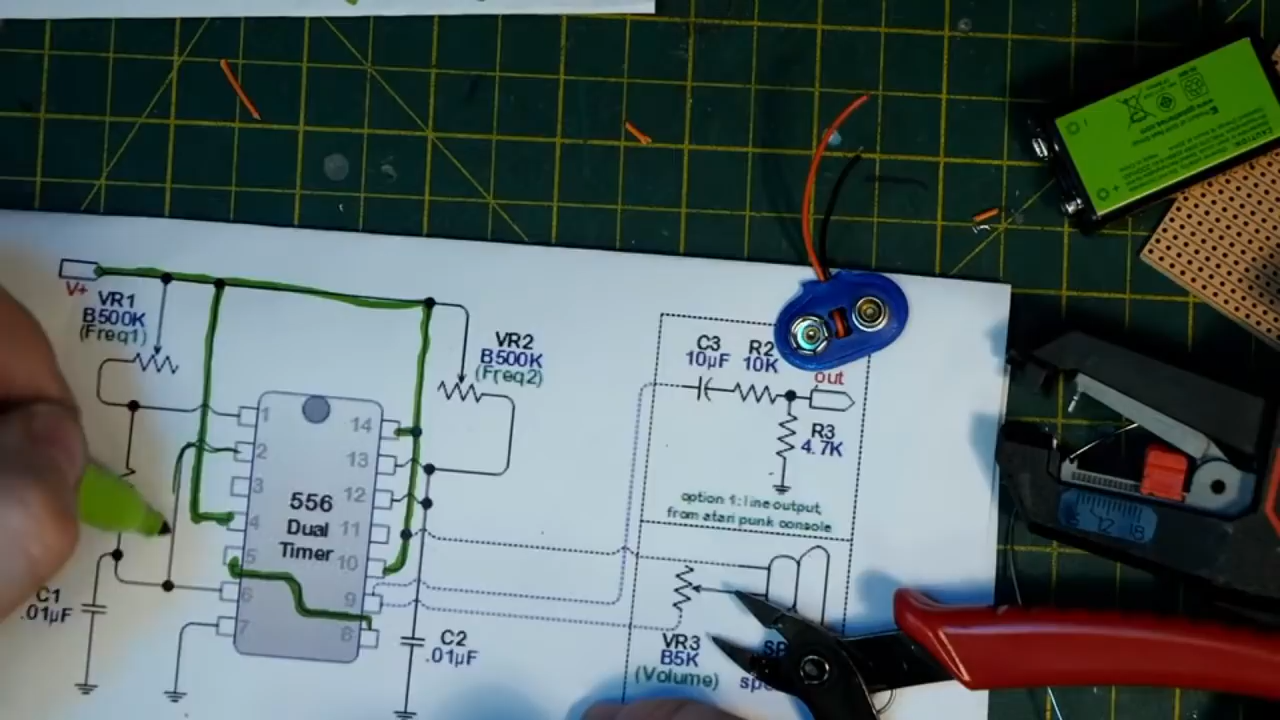 V+
VR1
B500K
(Freq1)
VR2
B500K
(Freq2)
1
2
3
4
5
6
7
14
13
12
11
10
9
8
556
Dual
Timer
C1
.01µF
C2
.01µF
C3
10µF
R2
10K
out
R3
4.7K
option 1: line output,
from atari punk console
VR3
B5K
(Volume)